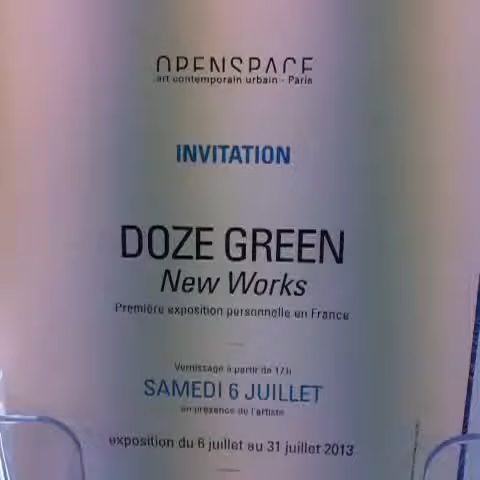 OPENSPACE
art contemporain urbain - Paris
INVITATION
DOZE GREEN
New Works
Première exposition personnelle en France
Vernissage à partir de 17h
SAMEDI 6 JUILLET
en présence de l'artiste
exposition du 6 juillet au 31 juillet 2013